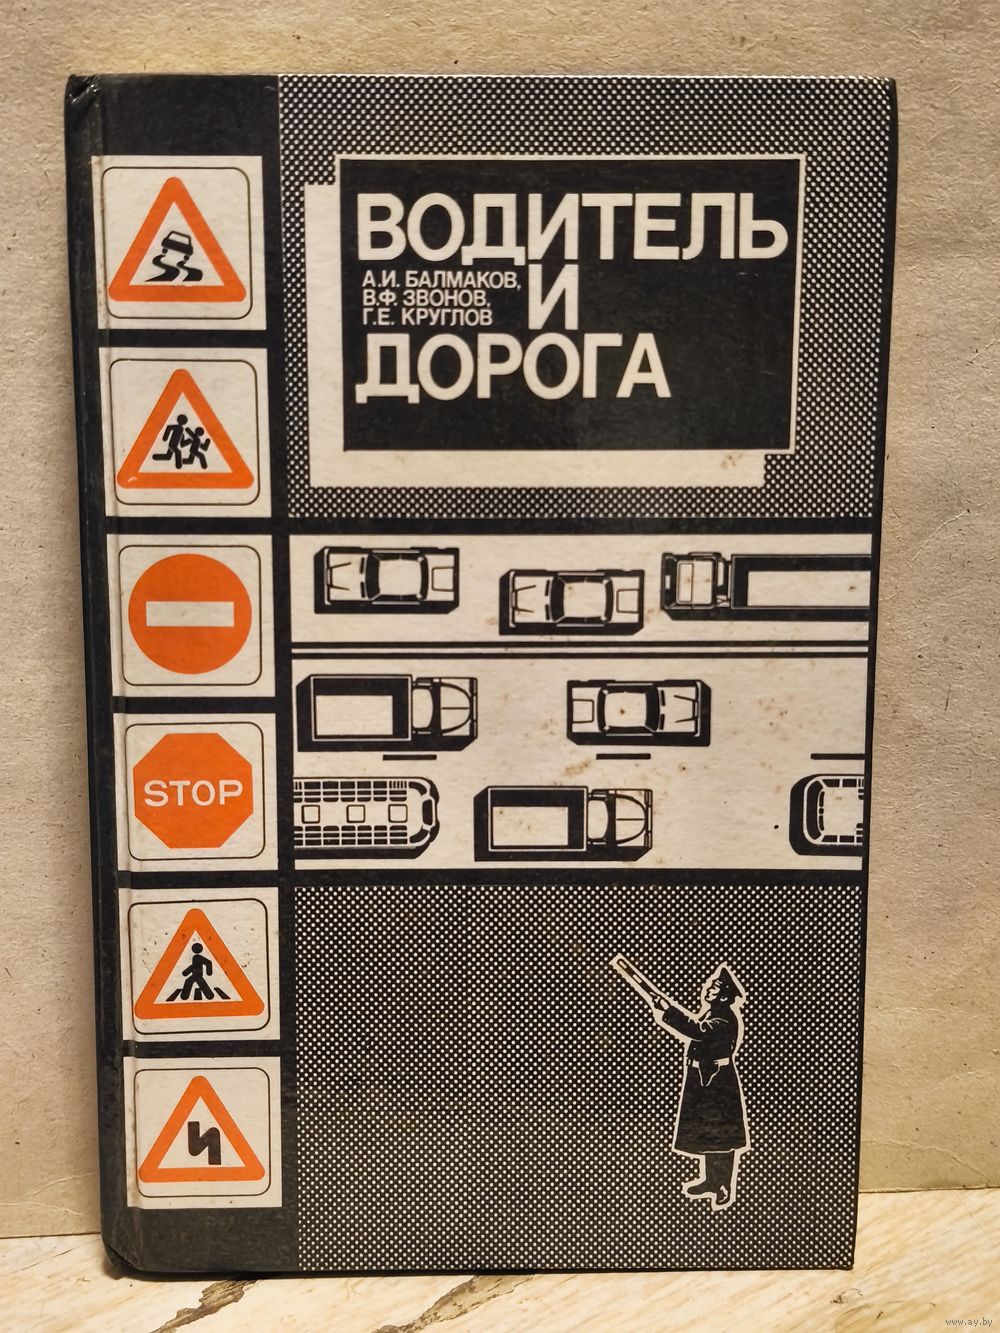 ВОДИТЕЛЬ
А.И. БАЛМАКОВ,
В.Ф. ЗВОНОВ,
Г.Е. КРУГЛОВ
И
ДОРОГА
STOP
www.ay.by